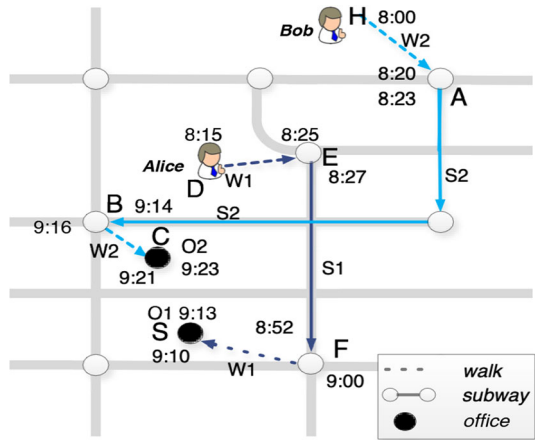 H 8:00
Bob
W2
8:20
8:23 A
8:15 8:25
Alice E
D W1 8:27
S2
B 9:14 S2
9:16
W2 C O2
9:21 9:23
S1
O1 9:13
S 8:52
9:10 F
W1 9:00
walk
subway
office